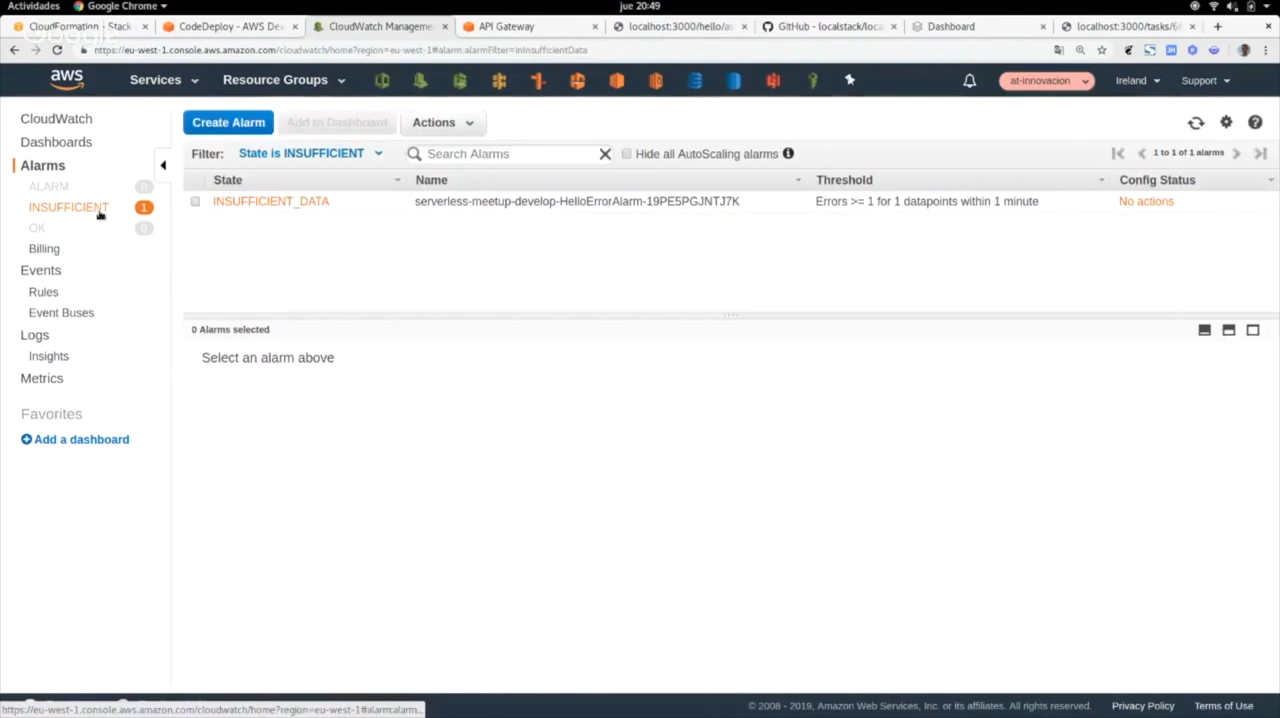 Actividades Google Chrome jue 20:49
CloudFormation - Stack CodeDeploy - AWS Dev CloudWatch Manageme API Gateway localhost:3000/hello/as GitHub - localstack/loca Dashboard localhost:3000/tasks/6
https://eu-west-1.console.aws.amazon.com/cloudwatch/home?region=eu-west-1#alarm:alarmFilter=inInsufficientData
aws Services Resource Groups at-innovacion Ireland Support
CloudWatch
Dashboards
Alarms
ALARM 0
INSUFFICIENT 1
OK 0
Billing
Events
Rules
Event Buses
Logs
Insights
Metrics
Favorites
Add a dashboard
Create Alarm Add to Dashboard Actions
Filter: State is INSUFFICIENT Search Alarms Hide all AutoScaling alarms 1 to 1 of 1 alarms
State Name Threshold Config Status
INSUFFICIENT_DATA serverless-meetup-develop-HelloErrorAlarm-19PE5PGJNTJ7K Errors >= 1 for 1 datapoints within 1 minute No actions
0 Alarms selected
Select an alarm above
https://eu-west-1.console.aws.amazon.com/cloudwatch/home?region=eu-west-1#alarm:alarm...
© 2008 - 2019, Amazon Web Services, Inc. or its affiliates. All rights reserved. Privacy Policy Terms of Use